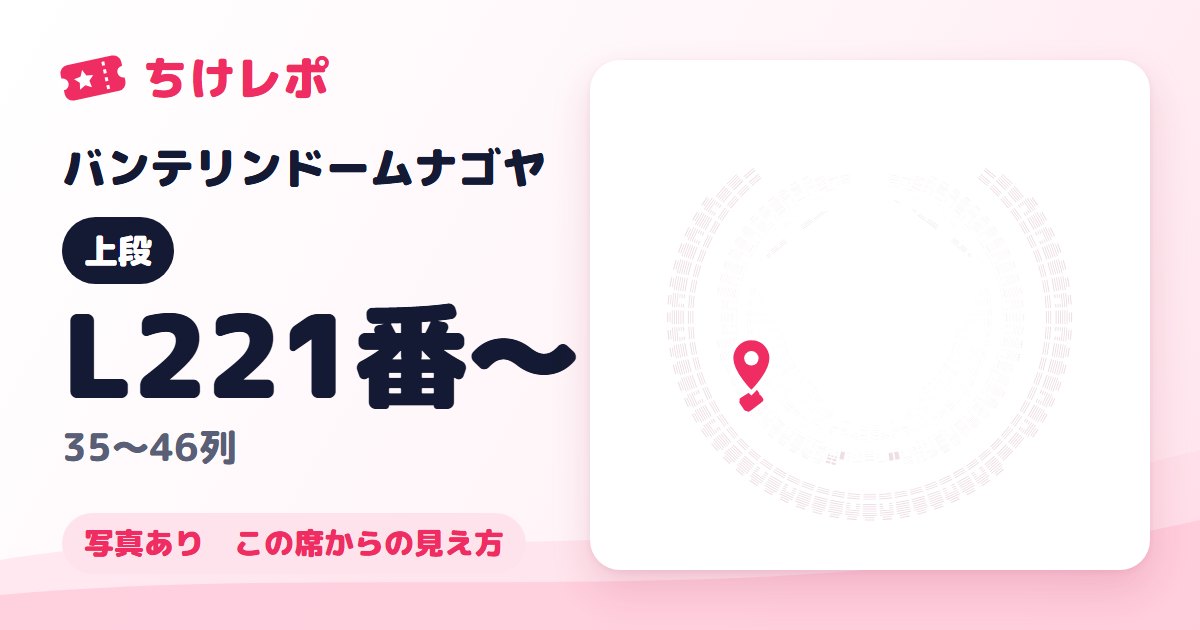 ちけレポ
バンテリンドームナゴヤ
上段
L221番〜
35〜46列
写真あり　この席からの見え方